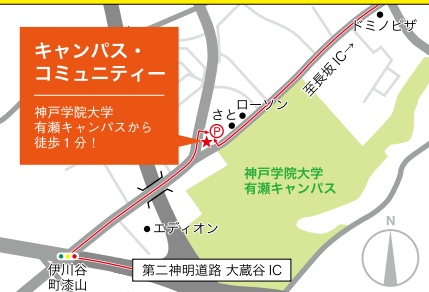 キャンパス・
コミュニティー
神戸学院大学
有瀬キャンパスから
徒歩1分！
ドミノピザ
至長坂IC→
ローソン
さと
P
神戸学院大学
有瀬キャンパス
エディオン
N
伊川谷
町漆山
第二神明道路 大蔵谷IC